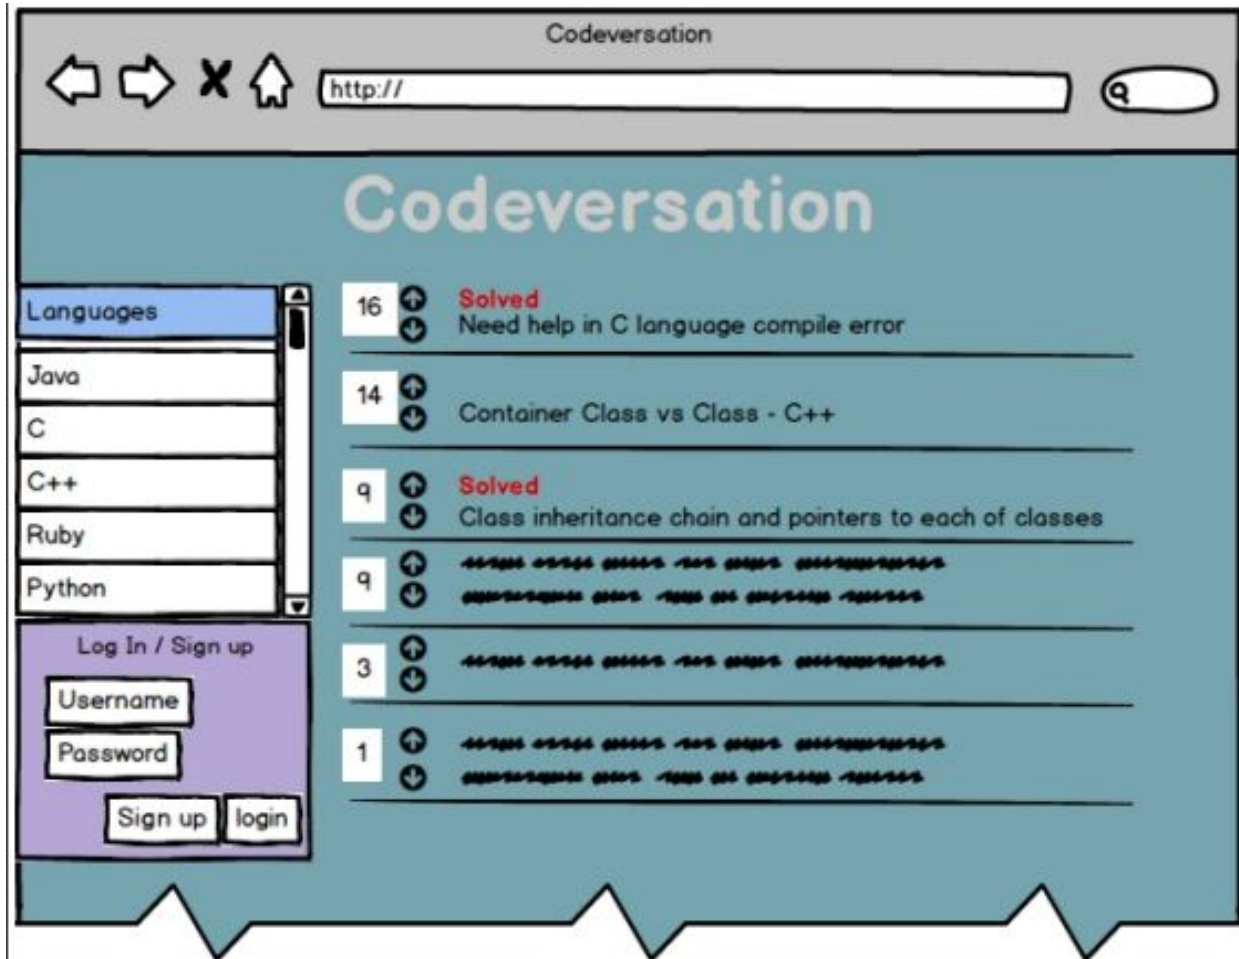 Codeversation
http://
Codeversation
Languages
Java
C
C++
Ruby
Python
Log In / Sign up
Username
Password
Sign up
login
16
Solved
Need help in C language compile error
14
Container Class vs Class - C++
9
Solved
Class inheritance chain and pointers to each of classes
9
3
1